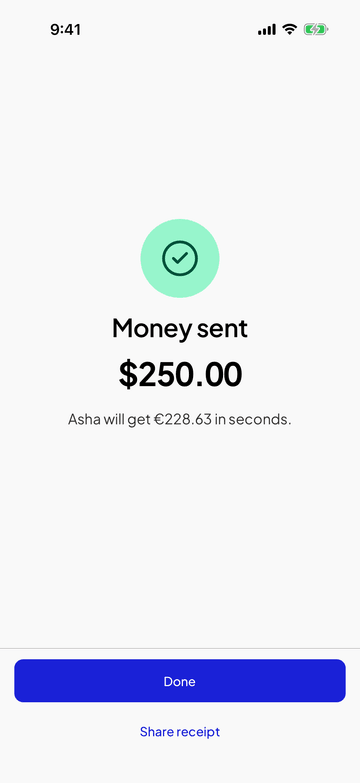 9:41
Money sent
$250.00
Asha will get €228.63 in seconds.
Done
Share receipt